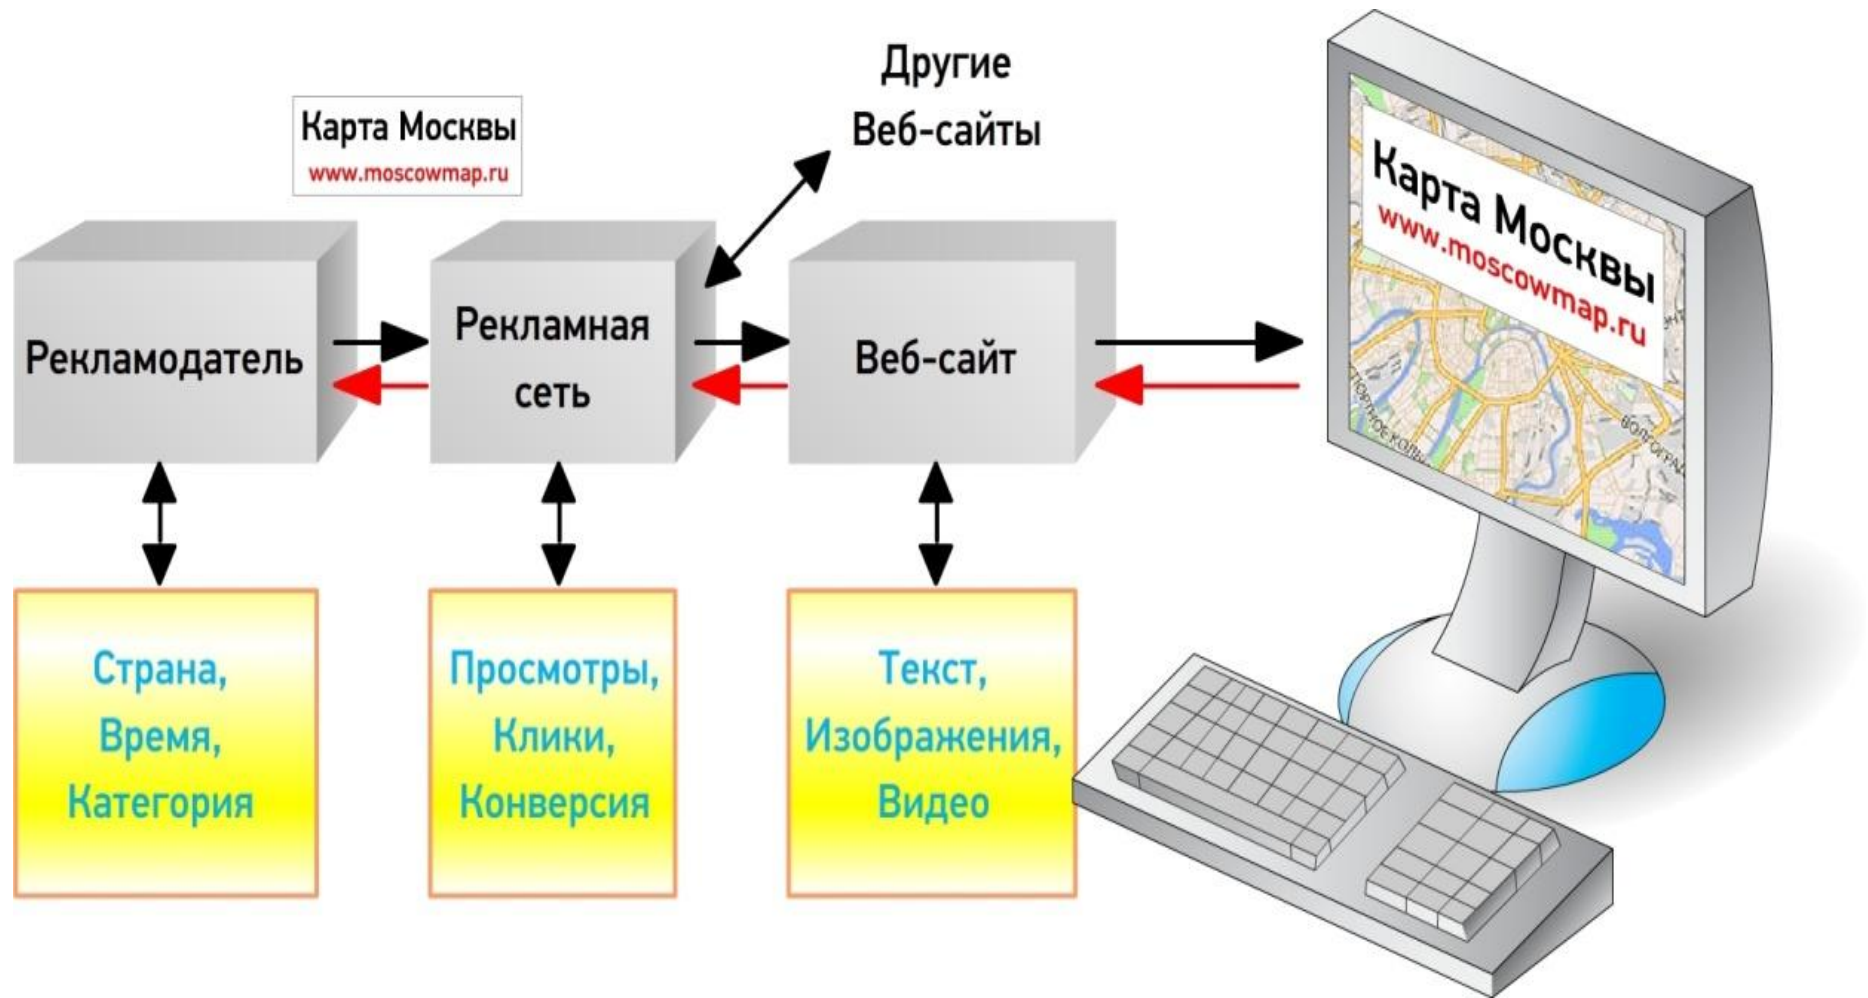 Другие
Веб-сайты
Карта Москвы
www.moscowmap.ru
Рекламодатель
Рекламная
сеть
Веб-сайт
Карта Москвы
www.moscowmap.ru
Страна,
Время,
Категория
Просмотры,
Клики,
Конверсия
Текст,
Изображения,
Видео